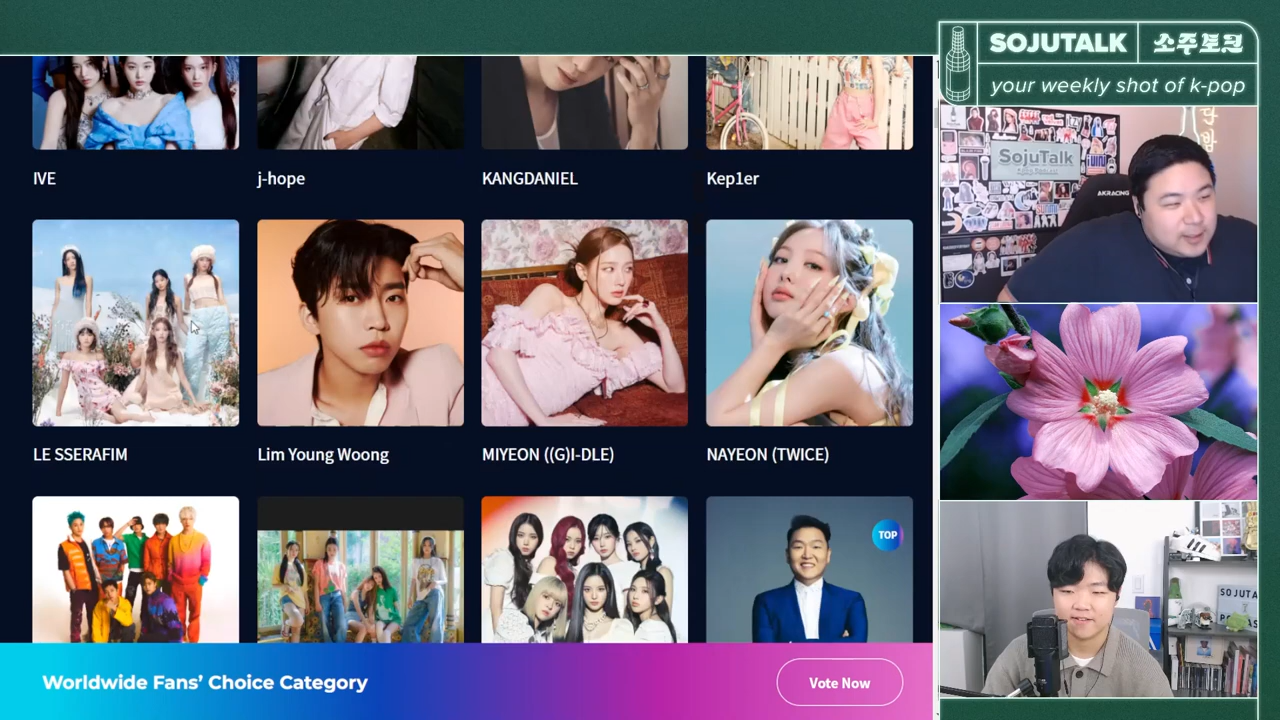 SOJUTALK 소주토크
your weekly shot of k-pop
IVE
j-hope
KANGDANIEL
Kep1er
SojuTalk
AKRACING
LE SSERAFIM
Lim Young Woong
MIYEON ((G)I-DLE)
NAYEON (TWICE)
TOP
Worldwide Fans’ Choice Category
Vote Now